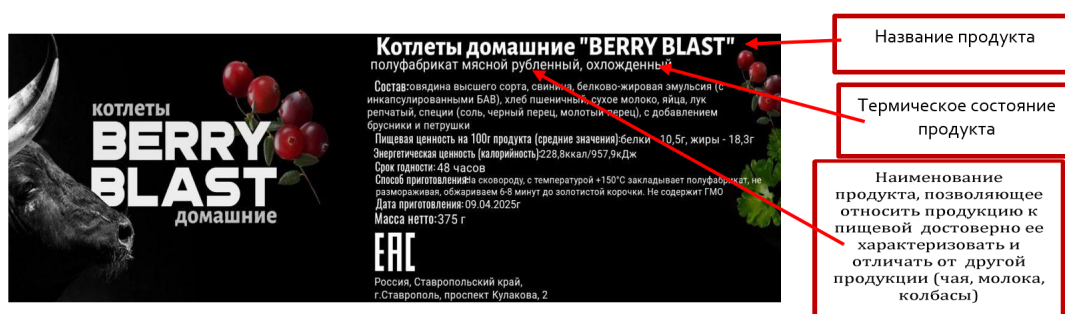 котлеты
BERRY
BLAST
домашние
Котлеты домашние "BERRY BLAST"
полуфабрикат мясной рубленный, охложденный
Состав:овядина высшего сорта, свинина, белково-жировая эмульсия (с
инкапсулированными БАВ), хлеб пшеничный, сухое молоко, яйца, лук
репчатый, специи (соль, черный перец, молотый перец), с добавлением
брусники и петрушки
Пищевая ценность на 100г продукта (средние значения):белки - 10,5г, жиры - 18,3г
Энергетическая ценность (калорийность):228,8ккал/957,9кДж
Срок годности: 48 часов
Способ приготовления:На сковороду, с температурой +150°С закладывает полуфабрикат, не
размораживая, обжариваем 6-8 минут до золотистой корочки. Не содержит ГМО
Дата приготовления: 09.04.2025г
Масса нетто: 375 г
ЕАС
Россия, Ставропольский край,
г.Ставрополь, проспект Кулакова, 2
Название продукта
Термическое состояние
продукта
Наименование
продукта, позволяющее
относить продукцию к
пищевой достоверно ее
характеризовать и
отличать от другой
продукции (чая, молока,
колбасы)